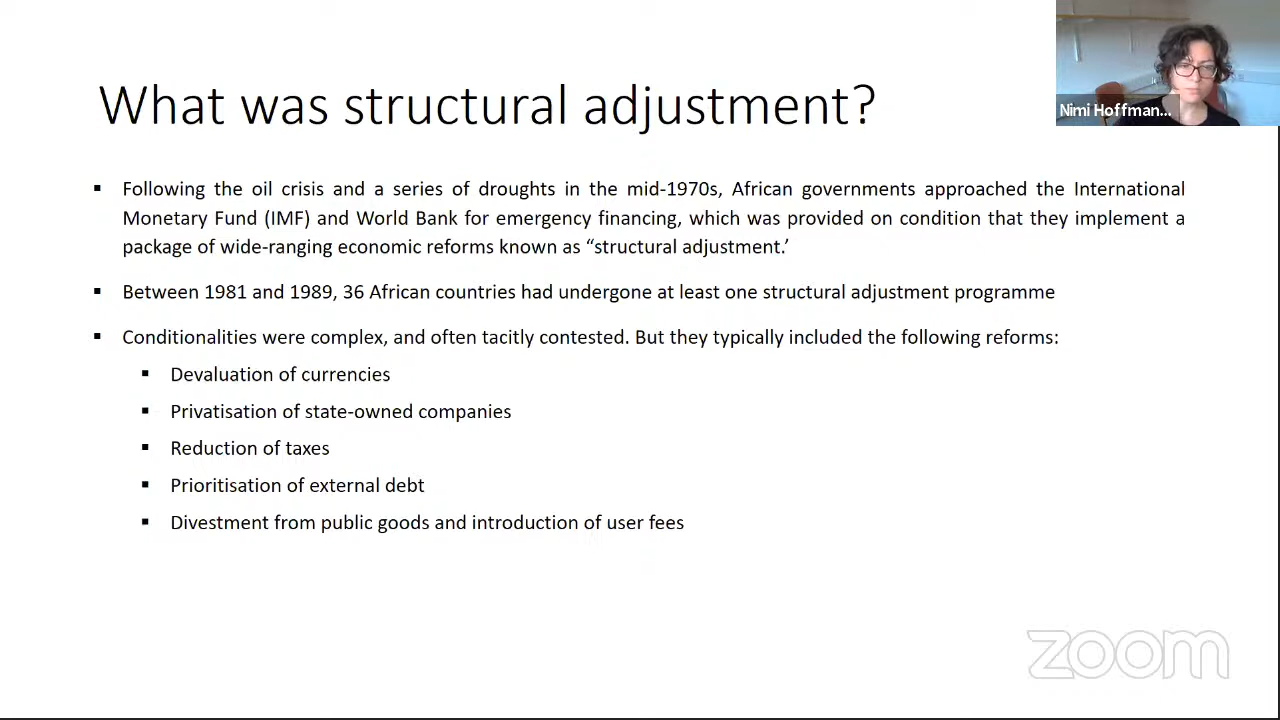 What was structural adjustment?
Nimi Hoffman...
▪ Following the oil crisis and a series of droughts in the mid-1970s, African governments approached the International
Monetary Fund (IMF) and World Bank for emergency financing, which was provided on condition that they implement a
package of wide-ranging economic reforms known as “structural adjustment.’
▪ Between 1981 and 1989, 36 African countries had undergone at least one structural adjustment programme
▪ Conditionalities were complex, and often tacitly contested. But they typically included the following reforms:
▪ Devaluation of currencies
▪ Privatisation of state-owned companies
▪ Reduction of taxes
▪ Prioritisation of external debt
▪ Divestment from public goods and introduction of user fees
zoom